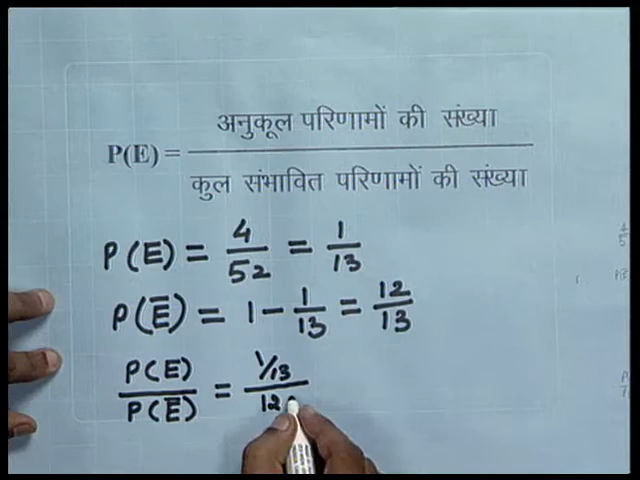 P(E) = अनुकूल परिणामों की संख्या / कुल संभावित परिणामों की संख्या
P(E) = 4/52 = 1/13
P(E̅) = 1 - 1/13 = 12/13
P(E)/P(E̅) = 1/13 / 12